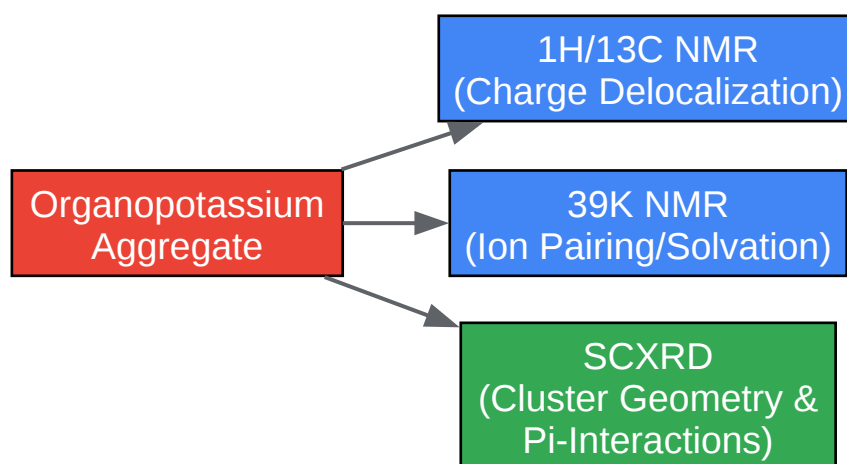 1H/13C NMR
(Charge Delocalization)
Organopotassium
Aggregate
39K NMR
(Ion Pairing/Solvation)
SCXRD
(Cluster Geometry &
Pi-Interactions)